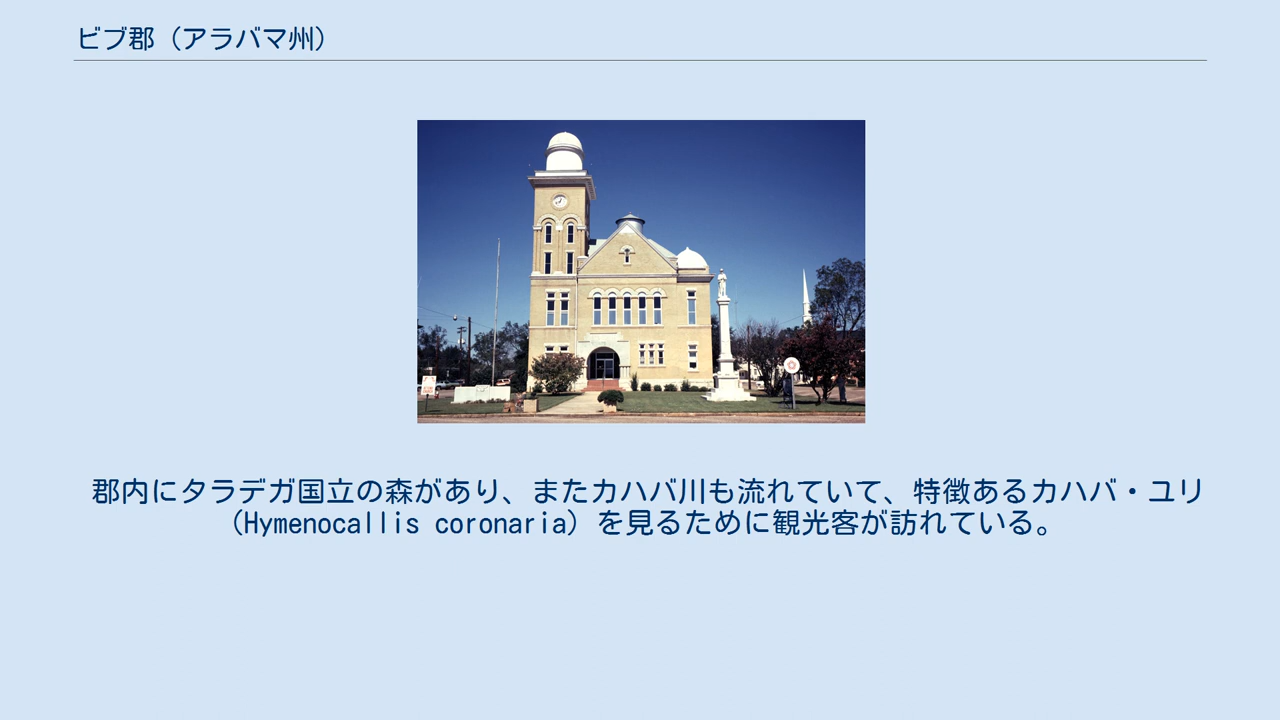 ビブ郡（アラバマ州）
郡内にタラデガ国立の森があり、またカハバ川も流れていて、特徴あるカハバ・ユリ
（Hymenocallis coronaria）を見るために観光客が訪れている。